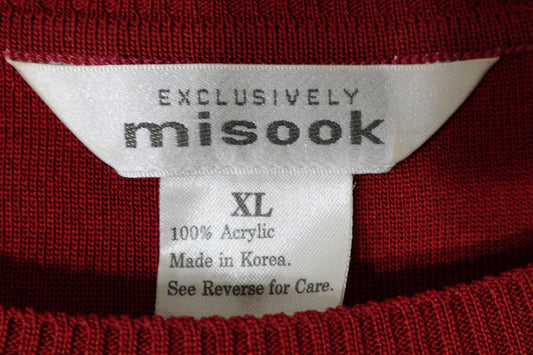 EXCLUSIVELY
misook
XL
100% Acrylic
Made in Korea.
See Reverse for Care.